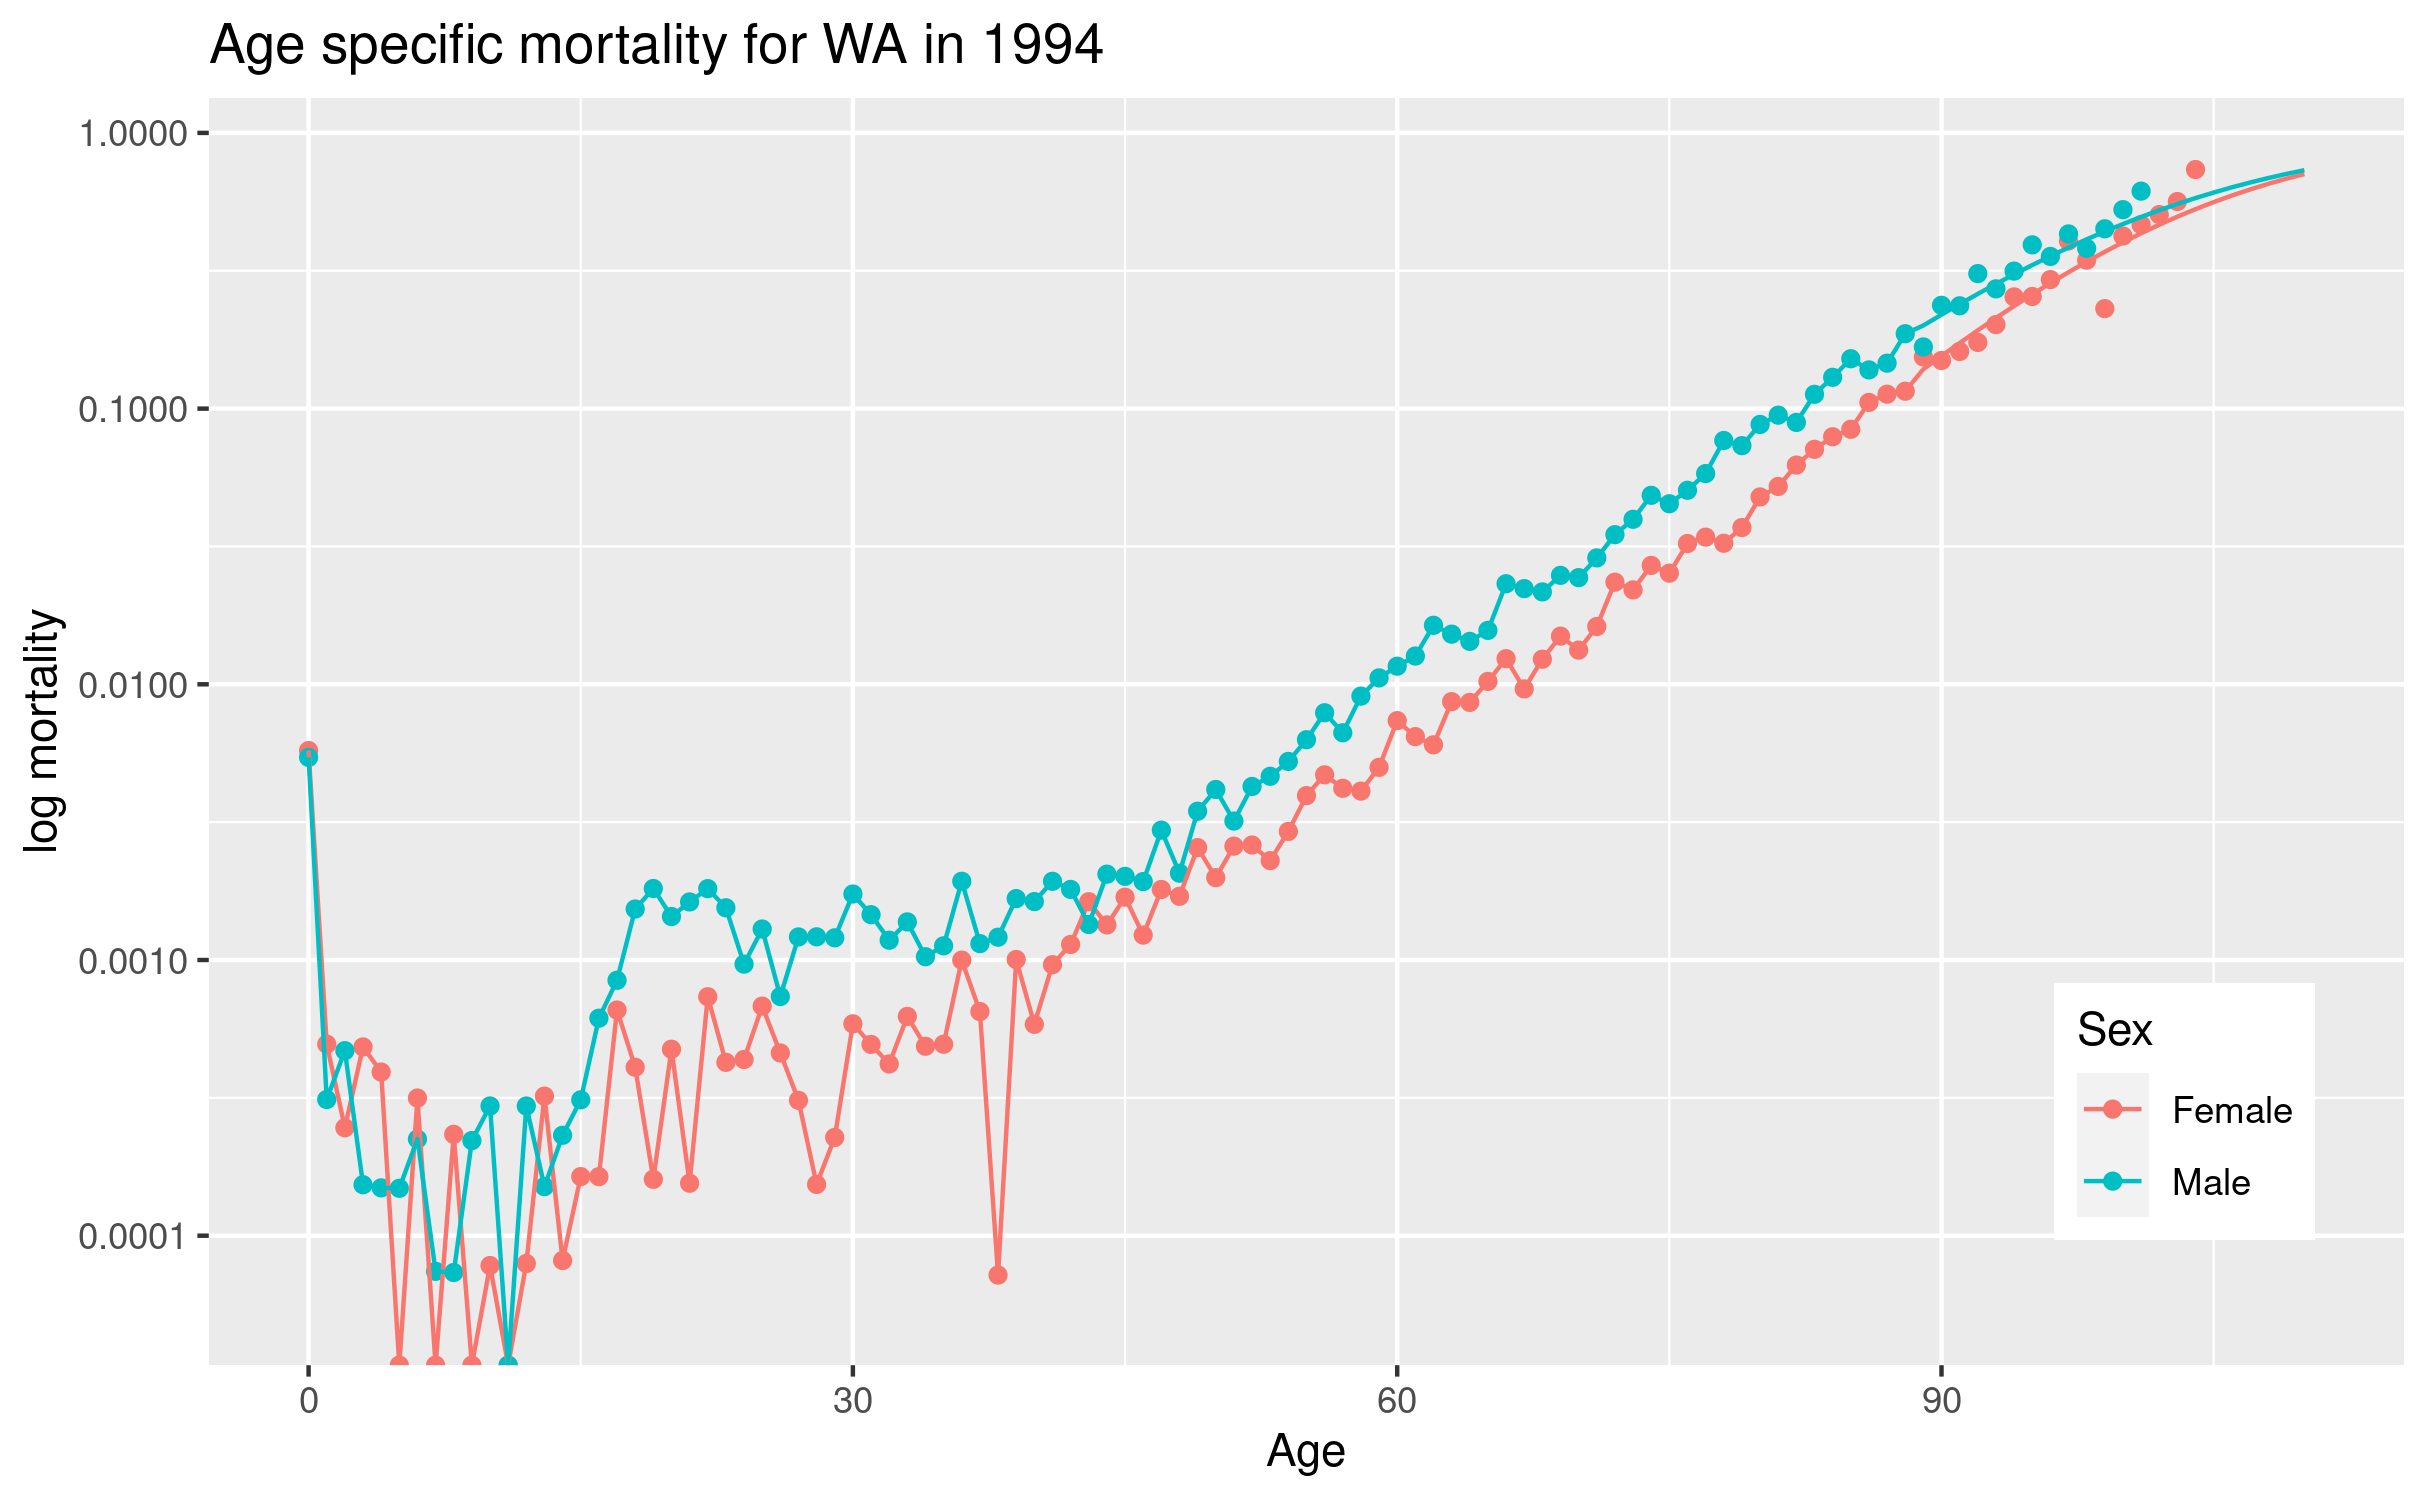 Age specific mortality for WA in 1994
log mortality
1.0000
0.1000
0.0100
0.0010
0.0001
0
30
60
90
Age
Sex
Female
Male